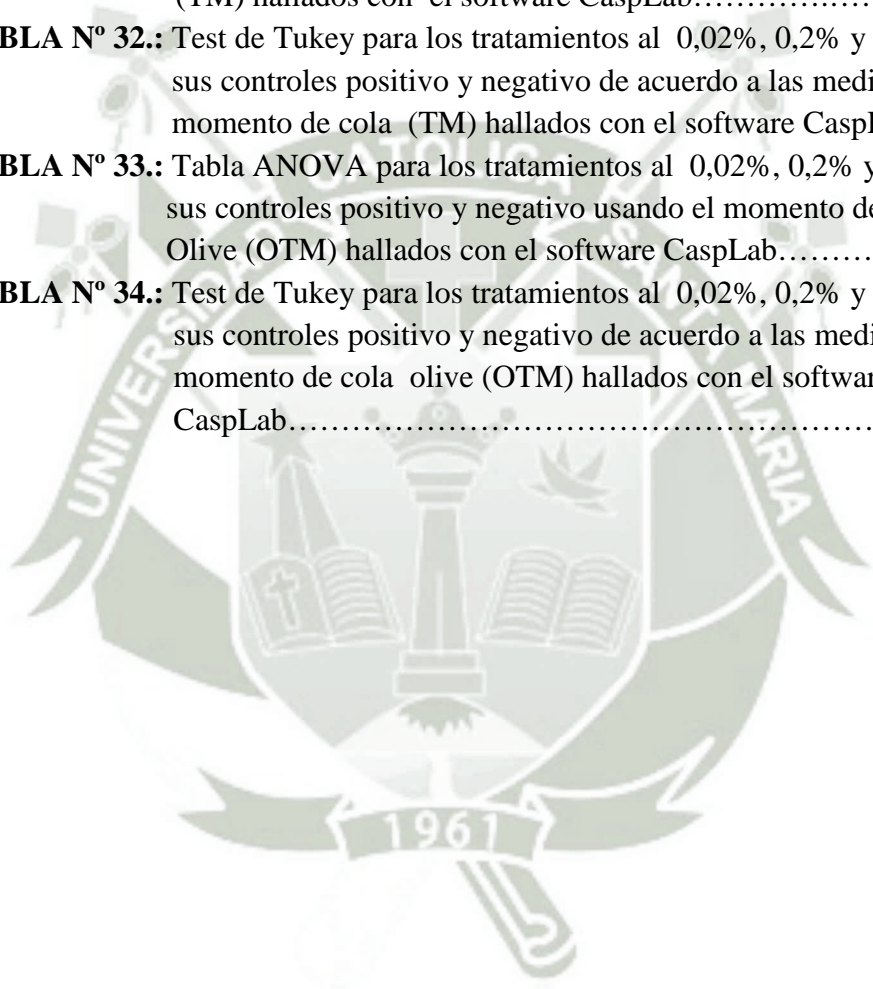 (TM) hallados con el software CaspLab…………..…
BLA Nº 32.: Test de Tukey para los tratamientos al 0,02%, 0,2% y
sus controles positivo y negativo de acuerdo a las medi
momento de cola (TM) hallados con el software Casp
BLA Nº 33.: Tabla ANOVA para los tratamientos al 0,02%, 0,2% y
sus controles positivo y negativo usando el momento de
Olive (OTM) hallados con el software CaspLab………
BLA Nº 34.: Test de Tukey para los tratamientos al 0,02%, 0,2% y
sus controles positivo y negativo de acuerdo a las medi
momento de cola olive (OTM) hallados con el softwar
CaspLab………………………………………………
UNIVERSIDAD CATOLICA SANTA MARIA
1961